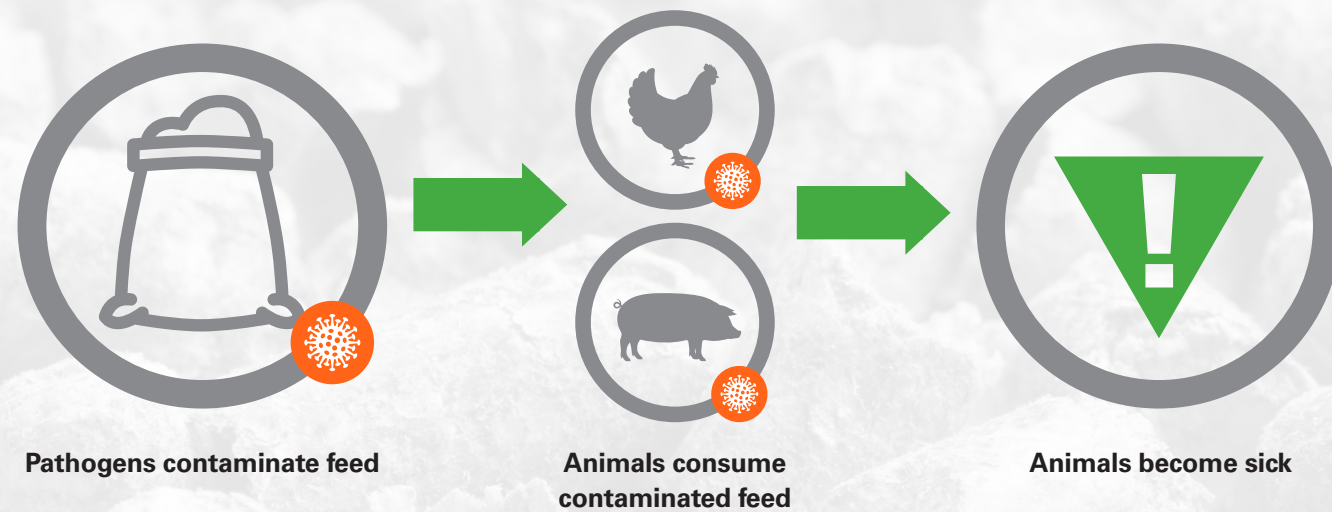 Pathogens contaminate feed
Animals consume
contaminated feed
Animals become sick